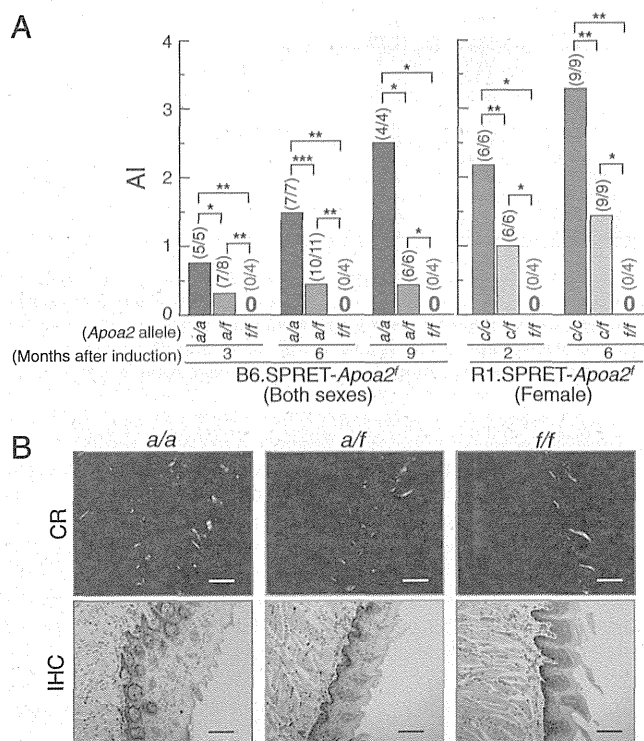 A
AI
4
3
2
1
0
(5/5) (7/8) (0/4) (7/7) (10/11) (0/4) (4/4) (6/6) (0/4) (6/6) (6/6) (0/4) (9/9) (9/9) (0/4)
** * ** ** *** ** * * * * ** * ** ** *
0 0 0
(Apoa2 allele) a/a a/f f/f a/a a/f f/f a/a a/f f/f c/c c/f f/f c/c c/f f/f
(Months after induction) 3 6 9 2 6
B6.SPRET-Apoa2f R1.SPRET-Apoa2f
(Both sexes) (Female)
B
a/a a/f f/f
CR
IHC